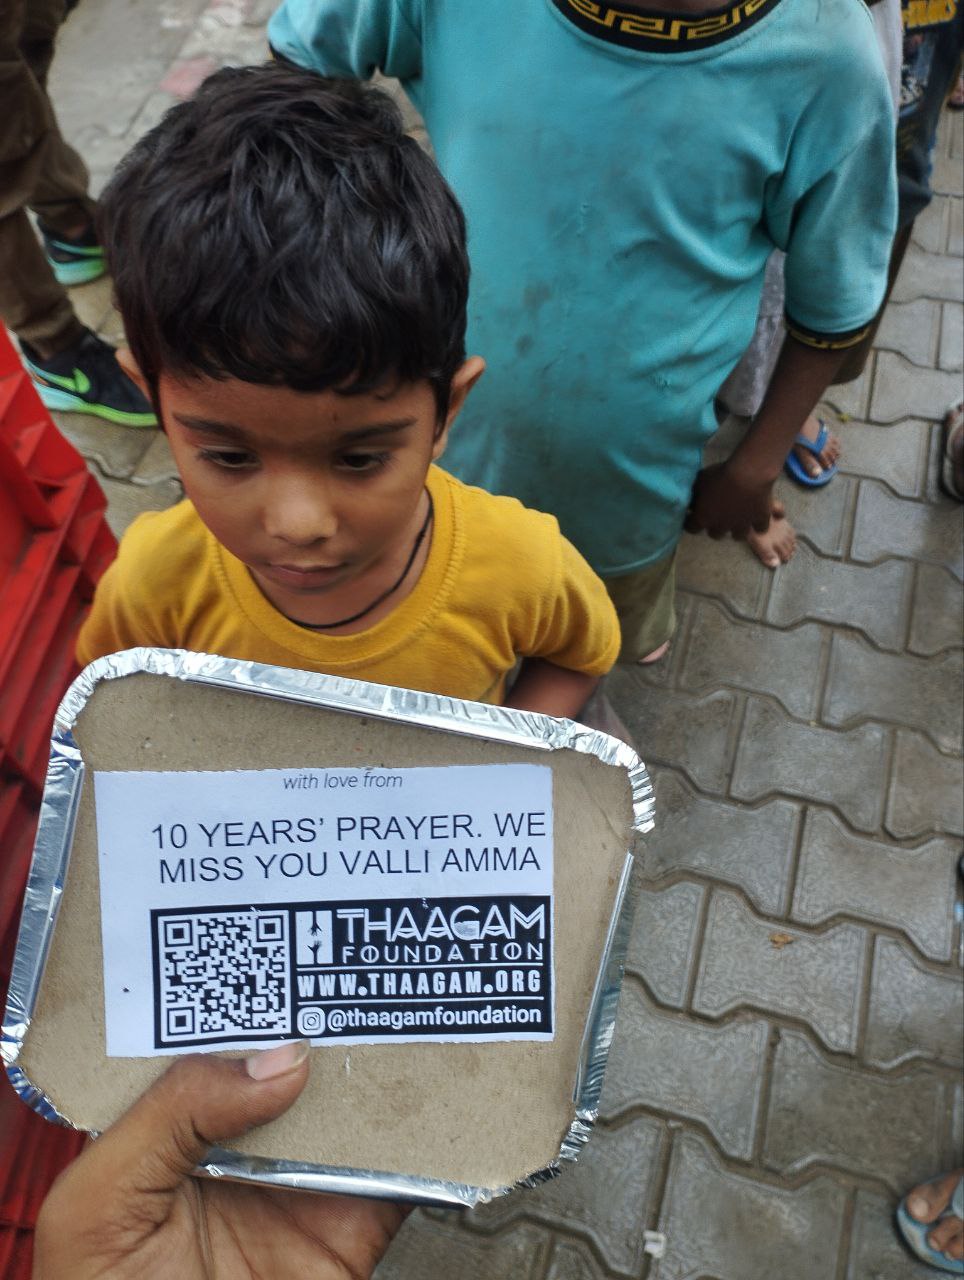 with love from
10 YEARS’ PRAYER. WE
MISS YOU VALLI AMMA
THAAGAM
FOUNDATION
WWW.THAAGAM.ORG
@thaagamfoundation